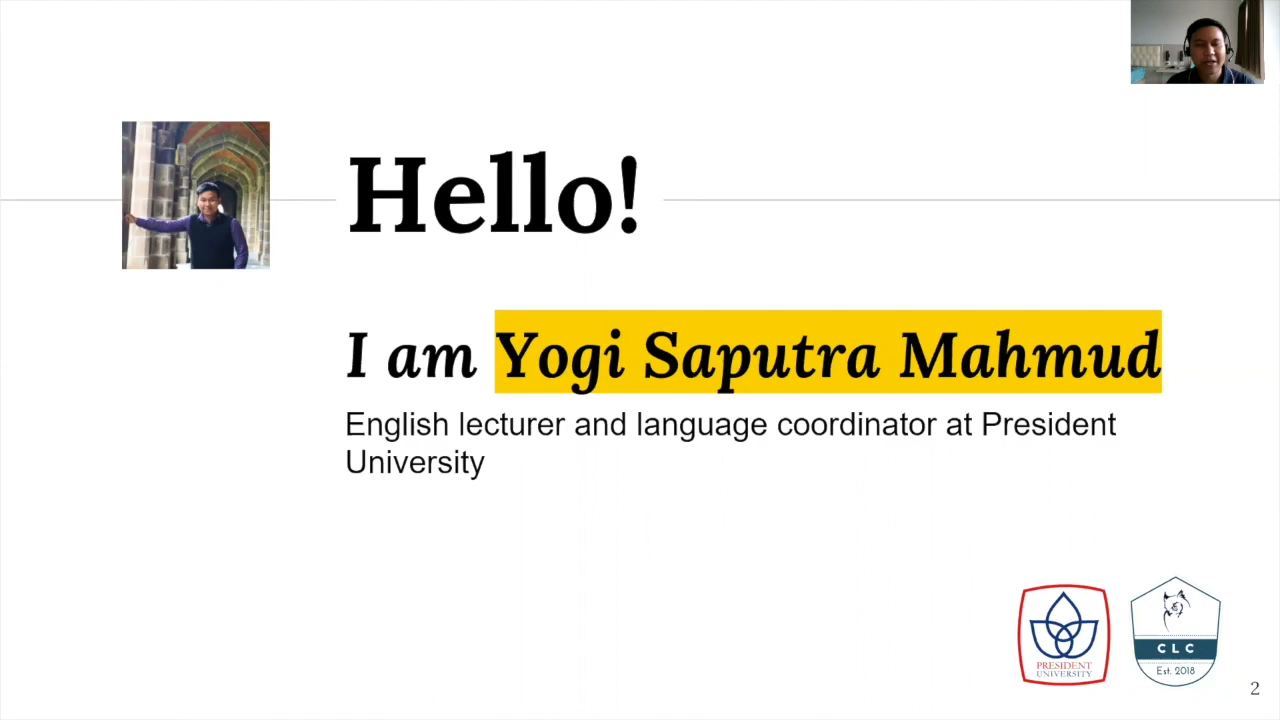 Hello!
I am Yogi Saputra Mahmud
English lecturer and language coordinator at President
University
PRESIDENT
UNIVERSITY
CLC
Est. 2018
2